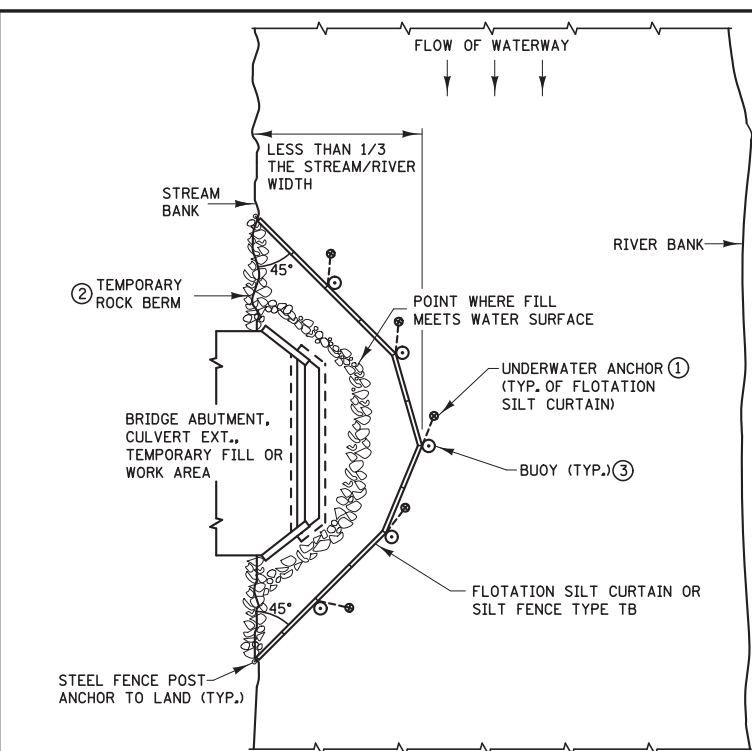 FLOW OF WATERWAY
LESS THAN 1/3
THE STREAM/RIVER
WIDTH
STREAM
BANK
RIVER BANK
45°
② TEMPORARY
ROCK BERM
POINT WHERE FILL
MEETS WATER SURFACE
UNDERWATER ANCHOR ①
(TYP. OF FLOTATION
SILT CURTAIN)
BRIDGE ABUTMENT,
CULVERT EXT.,
TEMPORARY FILL OR
WORK AREA
BUOY (TYP.) ③
FLOTATION SILT CURTAIN OR
SILT FENCE TYPE TB
45°
STEEL FENCE POST
ANCHOR TO LAND (TYP.)